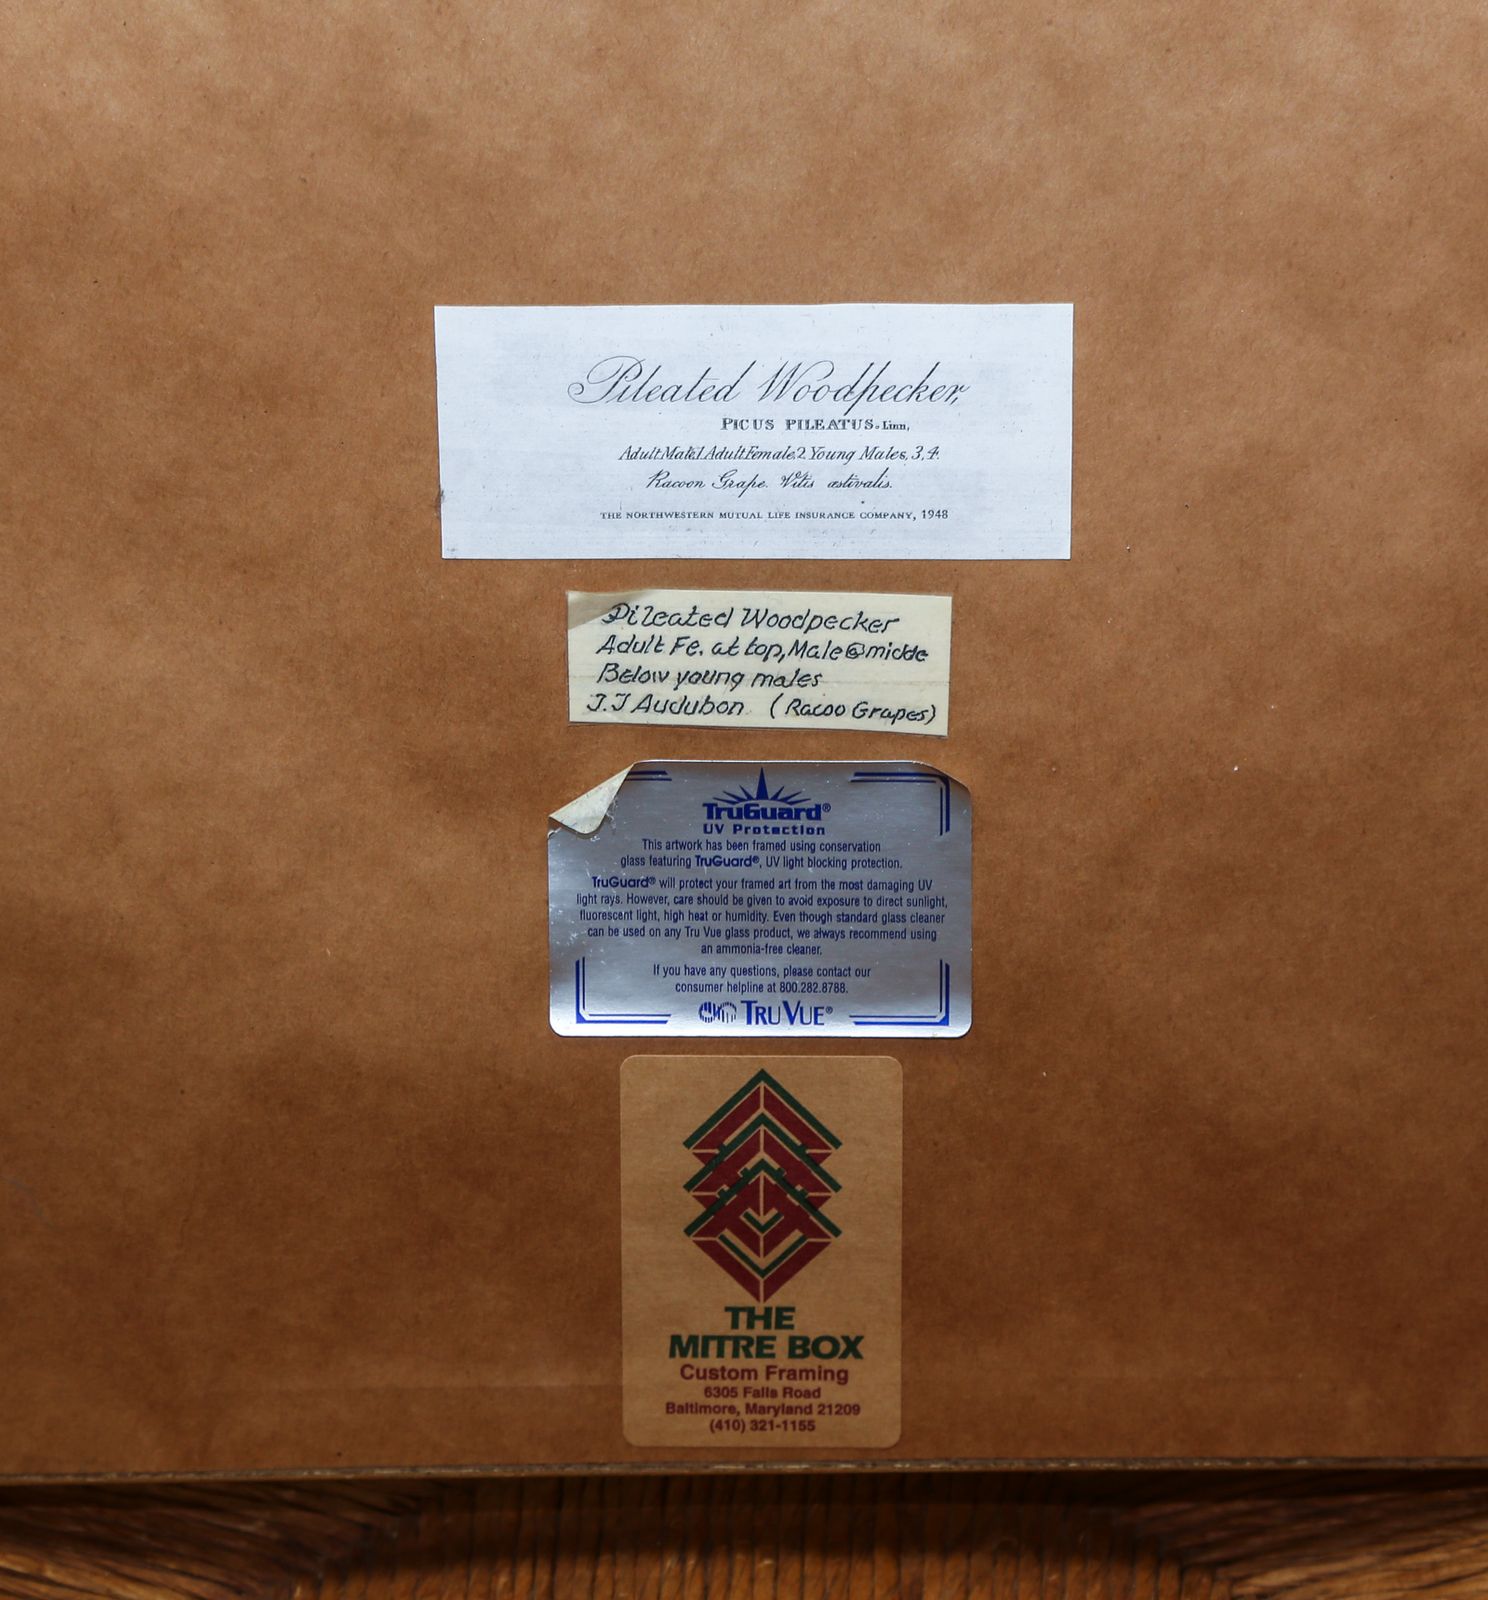 Pileated Woodpecker,
PICUS PILEATUS. Linn,
Adult Male, 1. Adult Female, 2. Young Males, 3, 4.
Racoon Grape. Vitis æstivalis.
THE NORTHWESTERN MUTUAL LIFE INSURANCE COMPANY, 1948
Pileated Woodpecker
Adult Fe. at top, Male @ midde
Below young males
J.J Audubon (Racoo Grapes)
TruGuard®
UV Protection
This artwork has been framed using conservation
glass featuring TruGuard®, UV light blocking protection.
TruGuard® will protect your framed art from the most damaging UV
light rays. However, care should be given to avoid exposure to direct sunlight,
fluorescent light, high heat or humidity. Even though standard glass cleaner
can be used on any Tru Vue glass product, we always recommend using
an ammonia-free cleaner.
If you have any questions, please contact our
consumer helpline at 800.282.8788.
TRU VUE®
THE
MITRE BOX
Custom Framing
6305 Falls Road
Baltimore, Maryland 21209
(410) 321-1155